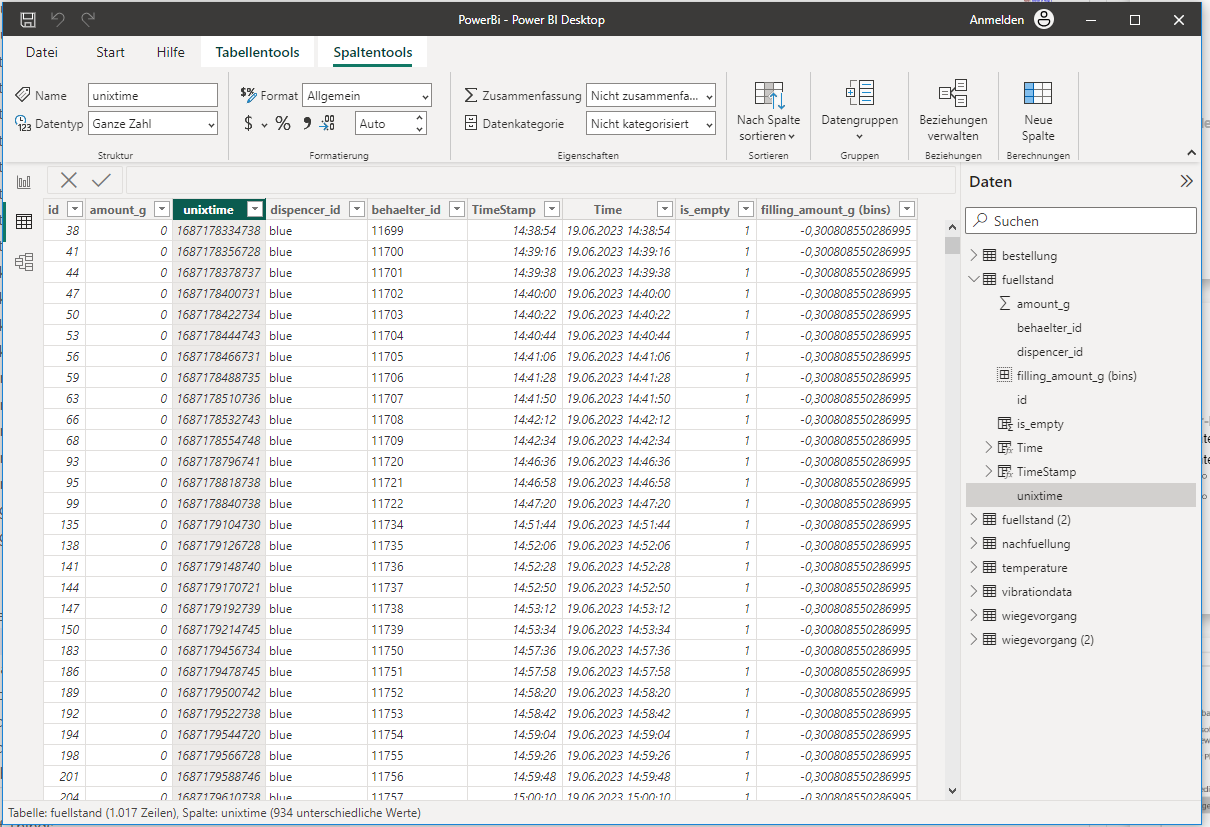 PowerBi - Power BI Desktop
Anmelden
Datei Start Hilfe Tabellentools Spaltentools
Name unixtime
Datentyp Ganze Zahl
Struktur
Format Allgemein
$ % Auto
Formatierung
Zusammenfassung Nicht zusammenfa...
Datenkategorie Nicht kategorisiert
Eigenschaften
Nach Spalte
sortieren
Sortieren
Datengruppen
Gruppen
Beziehungen
verwalten
Beziehungen
Neue
Spalte
Berechnungen
id amount_g unixtime dispencer_id behaelter_id TimeStamp Time is_empty filling_amount_g (bins)
38 0 1687178334738 blue 11699 14:38:54 19.06.2023 14:38:54 1 -0,300808550286995
41 0 1687178356728 blue 11700 14:39:16 19.06.2023 14:39:16 1 -0,300808550286995
44 0 1687178378737 blue 11701 14:39:38 19.06.2023 14:39:38 1 -0,300808550286995
47 0 1687178400731 blue 11702 14:40:00 19.06.2023 14:40:00 1 -0,300808550286995
50 0 1687178422734 blue 11703 14:40:22 19.06.2023 14:40:22 1 -0,300808550286995
53 0 1687178444743 blue 11704 14:40:44 19.06.2023 14:40:44 1 -0,300808550286995
56 0 1687178466731 blue 11705 14:41:06 19.06.2023 14:41:06 1 -0,300808550286995
59 0 1687178488735 blue 11706 14:41:28 19.06.2023 14:41:28 1 -0,300808550286995
63 0 1687178510736 blue 11707 14:41:50 19.06.2023 14:41:50 1 -0,300808550286995
66 0 1687178532743 blue 11708 14:42:12 19.06.2023 14:42:12 1 -0,300808550286995
68 0 1687178554748 blue 11709 14:42:34 19.06.2023 14:42:34 1 -0,300808550286995
93 0 1687178796741 blue 11720 14:46:36 19.06.2023 14:46:36 1 -0,300808550286995
95 0 1687178818738 blue 11721 14:46:58 19.06.2023 14:46:58 1 -0,300808550286995
99 0 1687178840738 blue 11722 14:47:20 19.06.2023 14:47:20 1 -0,300808550286995
135 0 1687179104730 blue 11734 14:51:44 19.06.2023 14:51:44 1 -0,300808550286995
138 0 1687179126728 blue 11735 14:52:06 19.06.2023 14:52:06 1 -0,300808550286995
141 0 1687179148740 blue 11736 14:52:28 19.06.2023 14:52:28 1 -0,300808550286995
144 0 1687179170721 blue 11737 14:52:50 19.06.2023 14:52:50 1 -0,300808550286995
147 0 1687179192739 blue 11738 14:53:12 19.06.2023 14:53:12 1 -0,300808550286995
150 0 1687179214745 blue 11739 14:53:34 19.06.2023 14:53:34 1 -0,300808550286995
183 0 1687179456734 blue 11750 14:57:36 19.06.2023 14:57:36 1 -0,300808550286995
186 0 1687179478745 blue 11751 14:57:58 19.06.2023 14:57:58 1 -0,300808550286995
189 0 1687179500742 blue 11752 14:58:20 19.06.2023 14:58:20 1 -0,300808550286995
192 0 1687179522738 blue 11753 14:58:42 19.06.2023 14:58:42 1 -0,300808550286995
194 0 1687179544720 blue 11754 14:59:04 19.06.2023 14:59:04 1 -0,300808550286995
198 0 1687179566728 blue 11755 14:59:26 19.06.2023 14:59:26 1 -0,300808550286995
201 0 1687179588746 blue 11756 14:59:48 19.06.2023 14:59:48 1 -0,300808550286995
204 0 1687179610738 blue 11757 15:00:10 19.06.2023 15:00:10 1 -0,300808550286995
Daten
Suchen
bestellung
fuellstand
amount_g
behaelter_id
dispencer_id
filling_amount_g (bins)
id
is_empty
Time
TimeStamp
unixtime
fuellstand (2)
nachfuellung
temperature
vibrationdata
wiegevorgang
wiegevorgang (2)
Tabelle: fuellstand (1.017 Zeilen), Spalte: unixtime (934 unterschiedliche Werte)